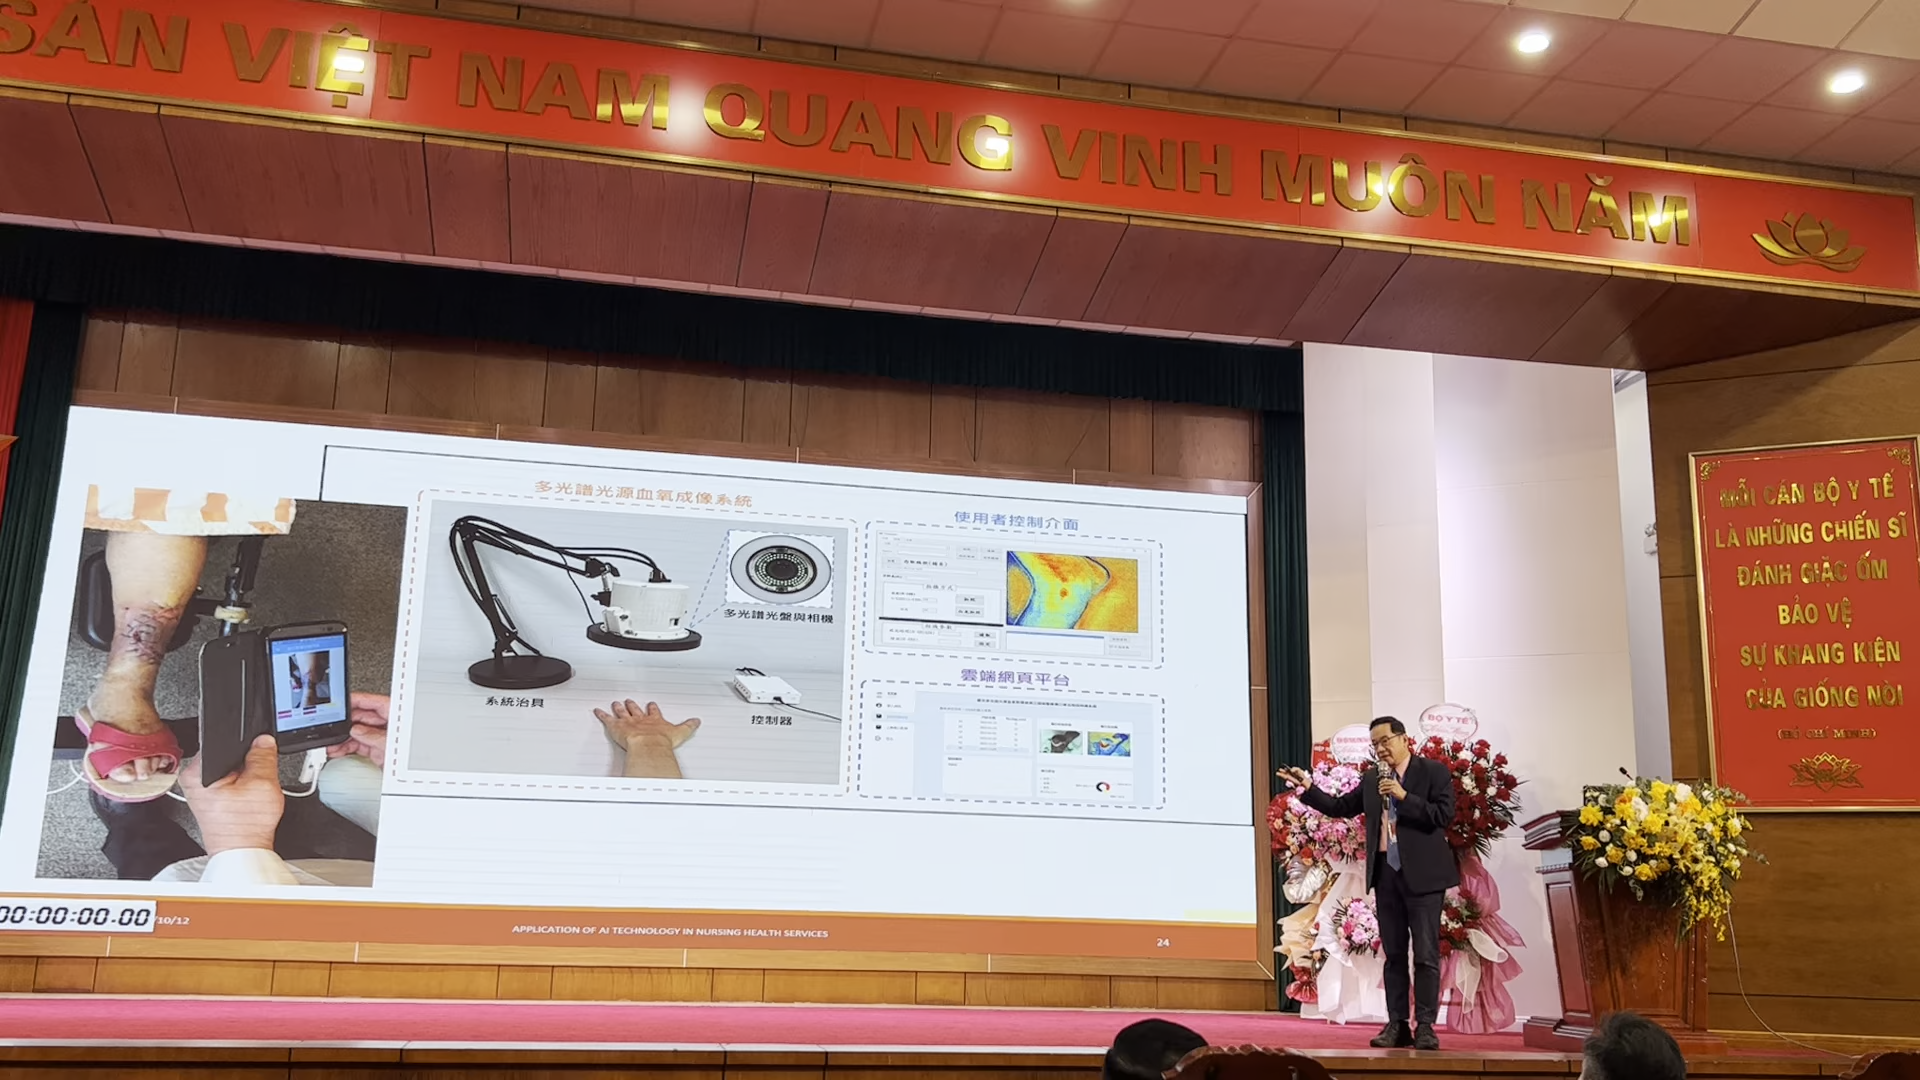 SẢN VIỆT NAM QUANG VINH MUÔN NĂM
多光譜光源血氧成像系統
多光譜光盤與相機
系統治具
控制器
使用者控制介面
雲端網頁平台
00:00:00.00
/10/12
APPLICATION OF AI TECHNOLOGY IN NURSING HEALTH SERVICES
24
BỘ Y TẾ
MỖI CÁN BỘ Y TẾ
LÀ NHỮNG CHIẾN SĨ
ĐÁNH GIẶC ỐM
BẢO VỆ
SỰ KHANG KIỆN
CỦA GIỐNG NÒI
(HỒ CHÍ MINH)